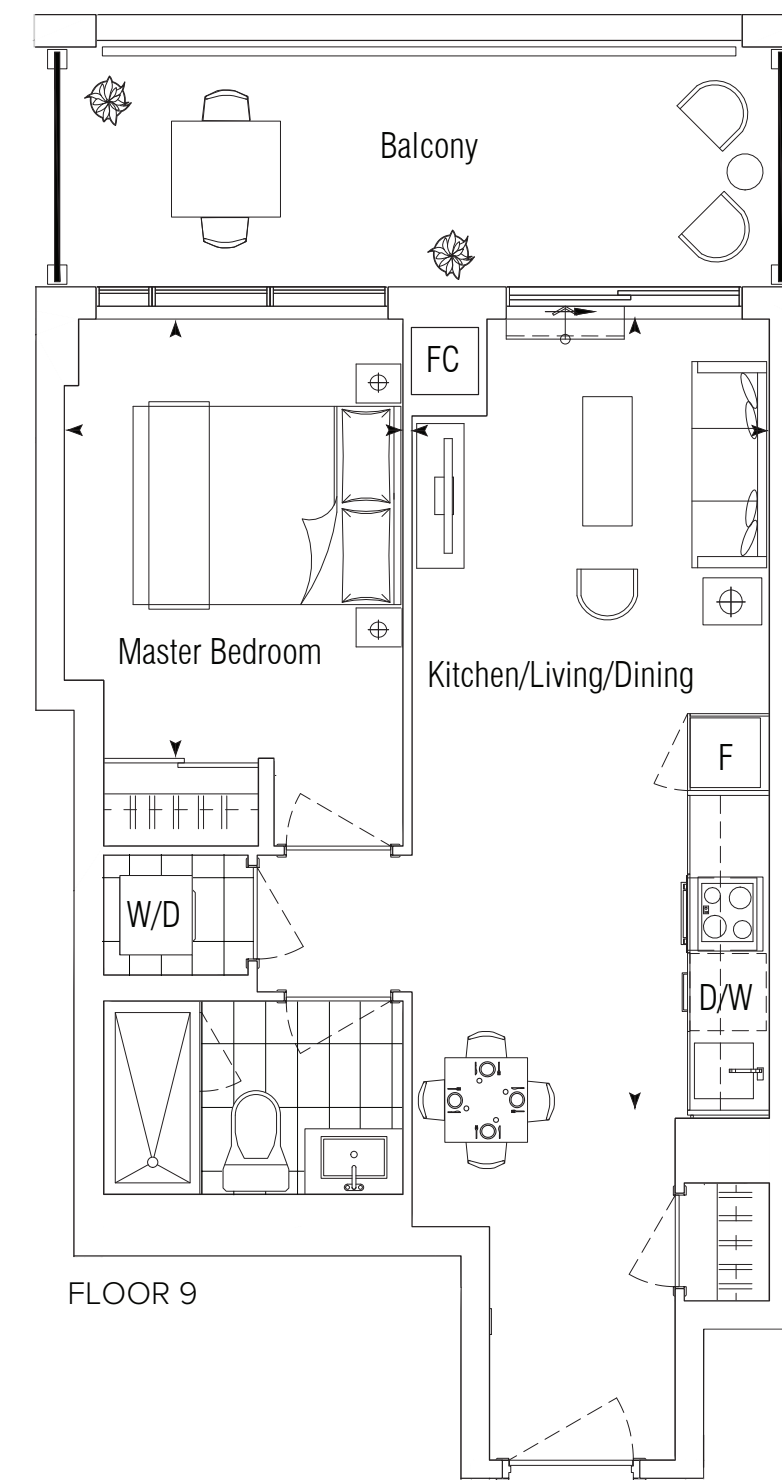 Balcony
FC
Master Bedroom
Kitchen/Living/Dining
F
W/D
D/W
FLOOR 9